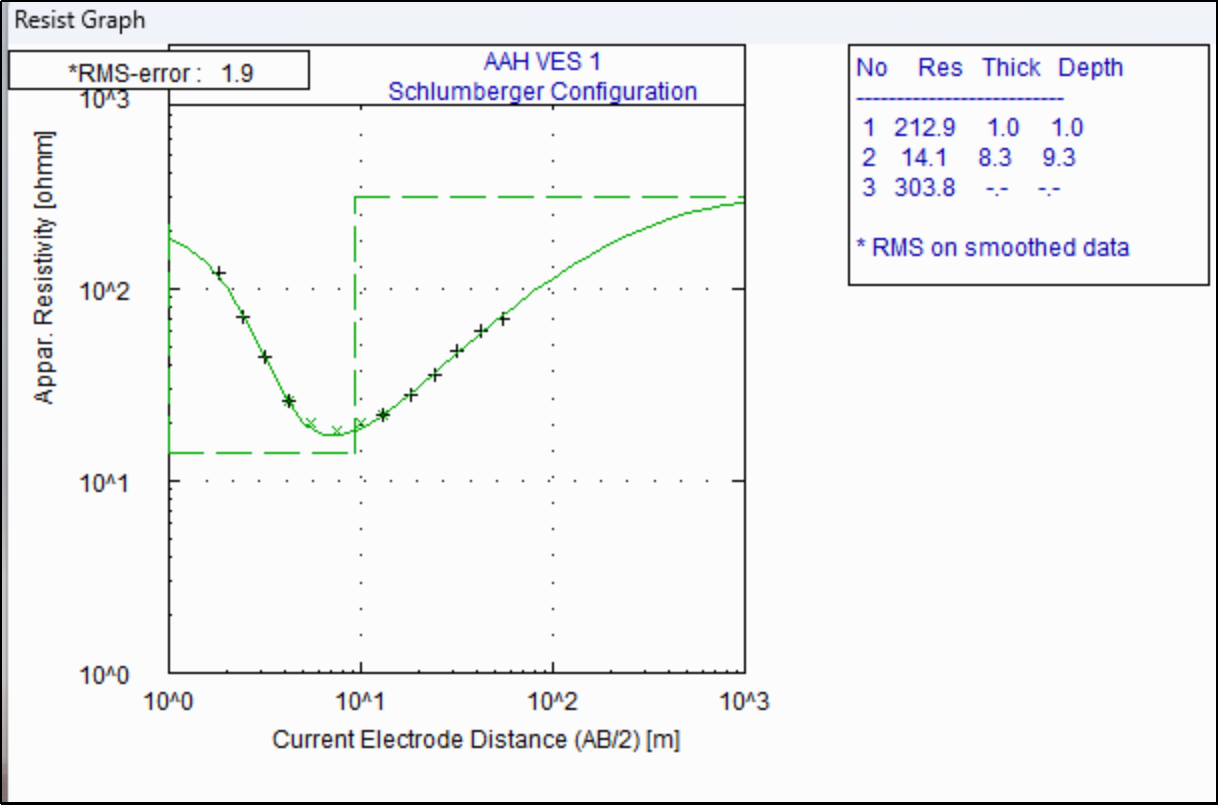 Resist Graph
*RMS-error :   1.9
AAH VES 1
Schlumberger Configuration
Appar. Resistivity [ohmm]
10^3
10^2
10^1
10^0
10^0 10^1 10^2 10^3
Current Electrode Distance (AB/2) [m]
No Res Thick Depth
--------------------------
1 212.9 1.0 1.0
2 14.1 8.3 9.3
3 303.8 -.- -.-
* RMS on smoothed data